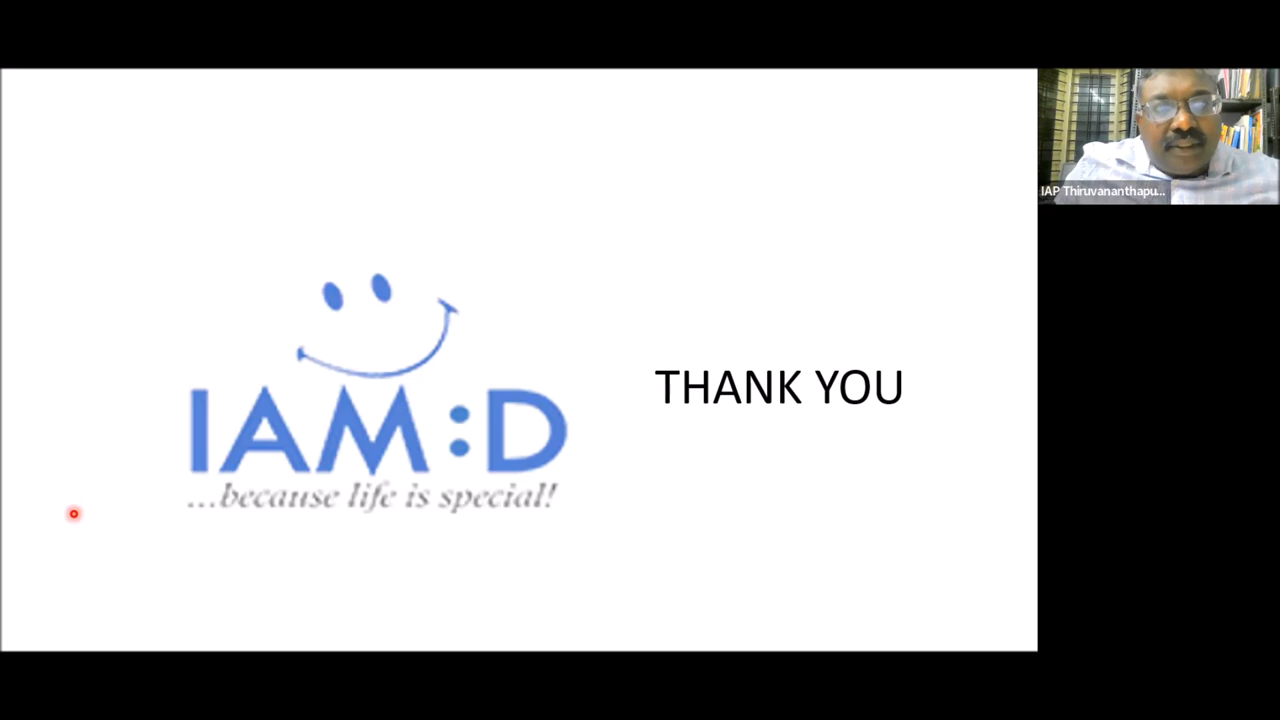 IAP Thiruvananthapu...
THANK YOU
IAM:D
...because life is special!